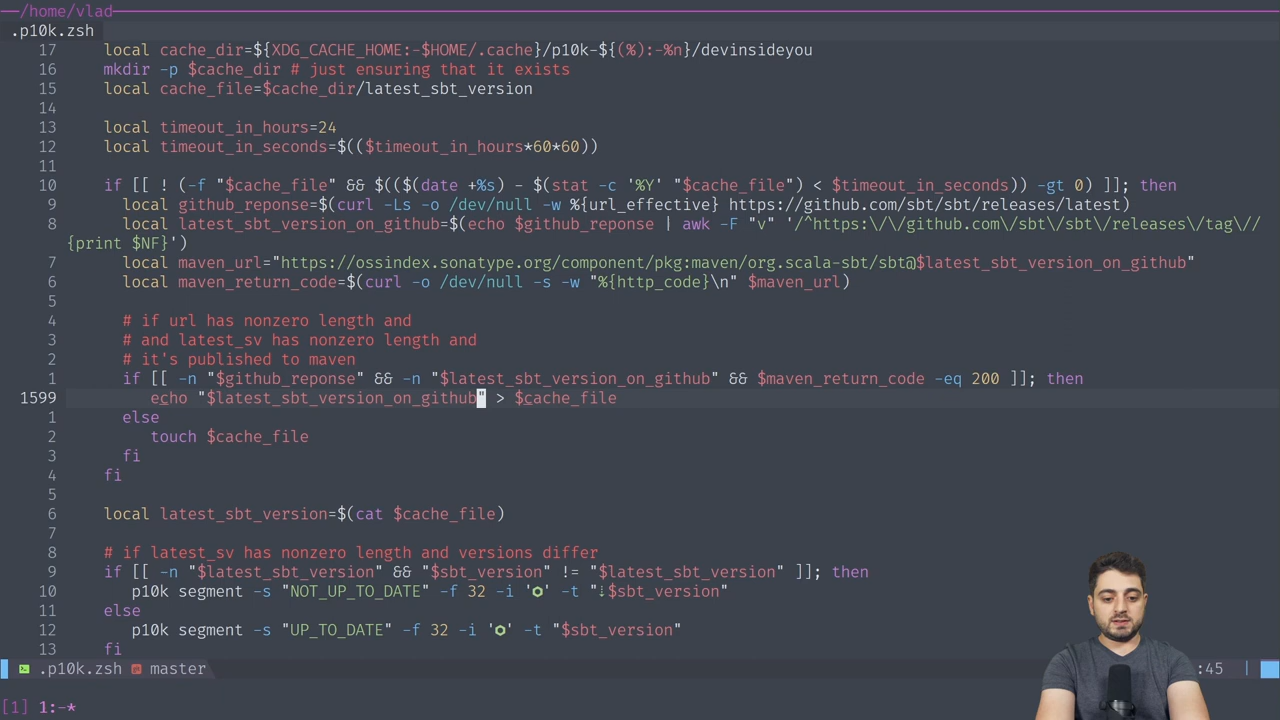 /home/vlad
.p10k.zsh
17 local cache_dir=${XDG_CACHE_HOME:-$HOME/.cache}/p10k-${(%):-%n}/devinsideyou
16 mkdir -p $cache_dir # just ensuring that it exists
15 local cache_file=$cache_dir/latest_sbt_version
14
13 local timeout_in_hours=24
12 local timeout_in_seconds=$(($timeout_in_hours*60*60))
11
10 if [[ ! (-f "$cache_file" && $(($(date +%s) - $(stat -c '%Y' "$cache_file") < $timeout_in_seconds)) -gt 0) ]]; then
9 local github_reponse=$(curl -Ls -o /dev/null -w %{url_effective} https://github.com/sbt/sbt/releases/latest)
8 local latest_sbt_version_on_github=$(echo $github_reponse | awk -F "v" '/^https:\/\/github.com\/sbt\/sbt\/releases\/tag\//
{print $NF}')
7 local maven_url="https://ossindex.sonatype.org/component/pkg:maven/org.scala-sbt/sbt@$latest_sbt_version_on_github"
6 local maven_return_code=$(curl -o /dev/null -s -w "%{http_code}\n" $maven_url)
5
4 # if url has nonzero length and
3 # and latest_sv has nonzero length and
2 # it's published to maven
1 if [[ -n "$github_reponse" && -n "$latest_sbt_version_on_github" && $maven_return_code -eq 200 ]]; then
1599 echo "$latest_sbt_version_on_github" > $cache_file
1 else
2 touch $cache_file
3 fi
4 fi
5
6 local latest_sbt_version=$(cat $cache_file)
7
8 # if latest_sv has nonzero length and versions differ
9 if [[ -n "$latest_sbt_version" && "$sbt_version" != "$latest_sbt_version" ]]; then
10 p10k segment -s "NOT_UP_TO_DATE" -f 32 -i '⭘' -t "⇣$sbt_version"
11 else
12 p10k segment -s "UP_TO_DATE" -f 32 -i '⭘' -t "$sbt_version"
13 fi
.p10k.zsh master :45
[1] 1:-*